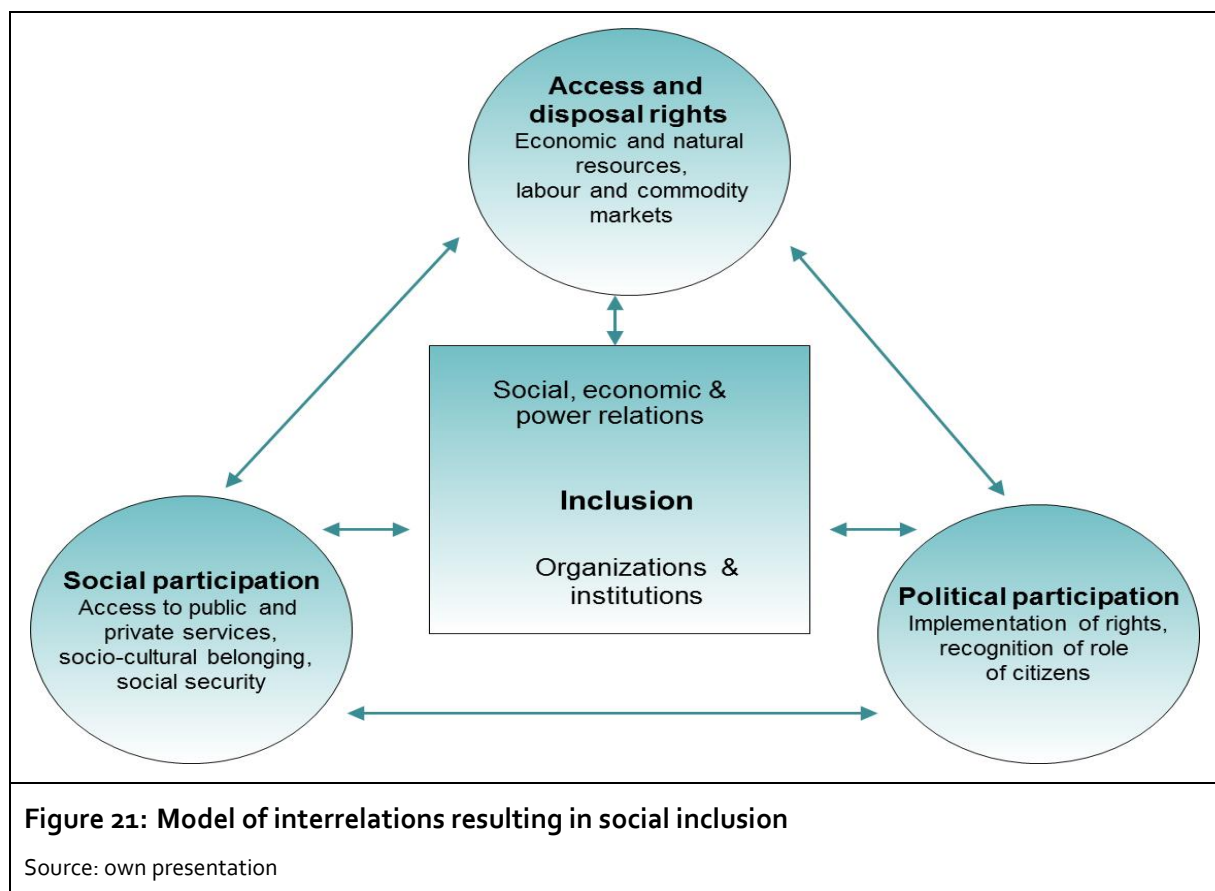 Access and
disposal rights
Economic and natural
resources,
labour and commodity
markets
Social, economic &
power relations
Inclusion
Organizations &
institutions
Social participation
Access to public and
private services,
socio-cultural belonging,
social security
Political participation
Implementation of rights,
recognition of role
of citizens
Figure 21: Model of interrelations resulting in social inclusion
Source: own presentation